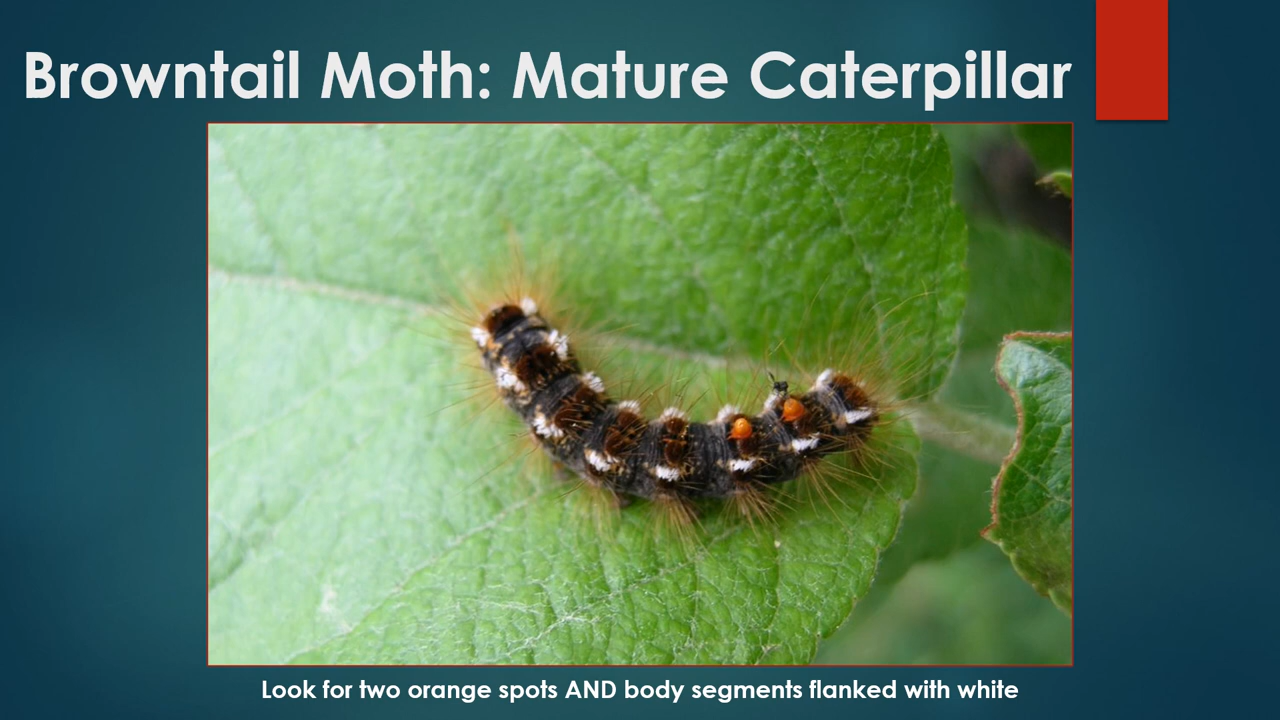 Browntail Moth: Mature Caterpillar
Look for two orange spots AND body segments flanked with white